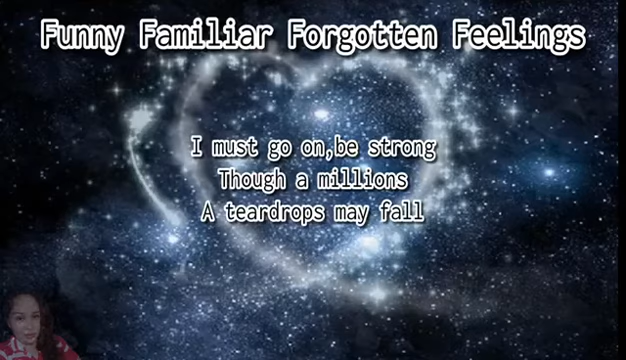 Funny Familiar Forgotten Feelings
I must go on,be strong
Though a millions
A teardrops may fall